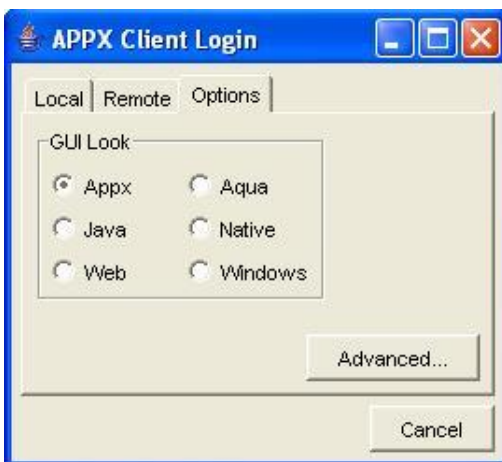 APPX Client Login
Local Remote Options
GUI Look
Appx Aqua
Java Native
Web Windows
Advanced...
Cancel